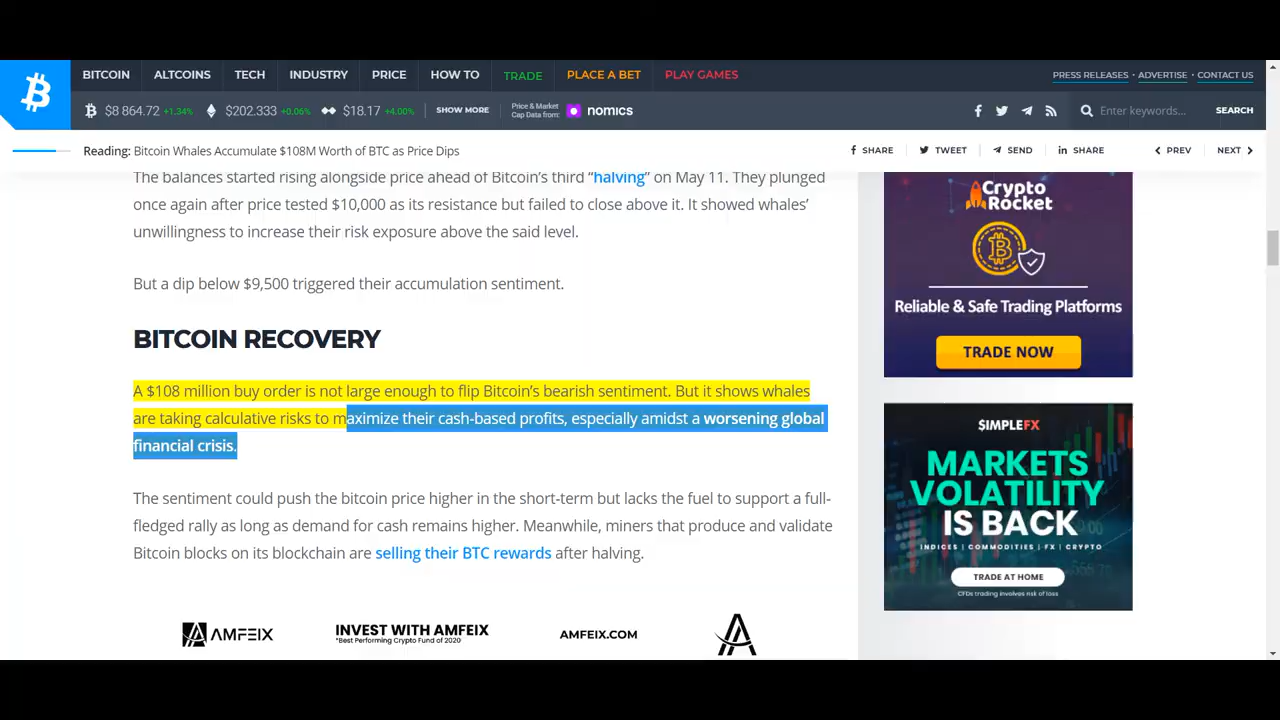 BITCOIN ALTCOINS TECH INDUSTRY PRICE HOW TO TRADE PLACE A BET PLAY GAMES PRESS RELEASES • ADVERTISE • CONTACT US
$8 864.72 +1,34% $202.333 +0.06% $18.17 +4.00% SHOW MORE Price & Market Cap Data from: nomics Enter keywords... SEARCH
Reading: Bitcoin Whales Accumulate $108M Worth of BTC as Price Dips SHARE TWEET SEND SHARE PREV NEXT
The balances started rising alongside price ahead of Bitcoin's third “halving” on May 11. They plunged
once again after price tested $10,000 as its resistance but failed to close above it. It showed whales’
unwillingness to increase their risk exposure above the said level.
But a dip below $9,500 triggered their accumulation sentiment.
BITCOIN RECOVERY
A $108 million buy order is not large enough to flip Bitcoin’s bearish sentiment. But it shows whales
are taking calculative risks to maximize their cash-based profits, especially amidst a worsening global
financial crisis.
The sentiment could push the bitcoin price higher in the short-term but lacks the fuel to support a full-
fledged rally as long as demand for cash remains higher. Meanwhile, miners that produce and validate
Bitcoin blocks on its blockchain are selling their BTC rewards after halving.
AMFEIX INVEST WITH AMFEIX AMFEIX.COM
*Best Performing Crypto Fund of 2020
Crypto
Rocket
Reliable & Safe Trading Platforms
TRADE NOW
SIMPLEFX
MARKETS
VOLATILITY
IS BACK
INDICES | COMMODITIES | FX | CRYPTO
TRADE AT HOME
CFDs trading involves risk of loss